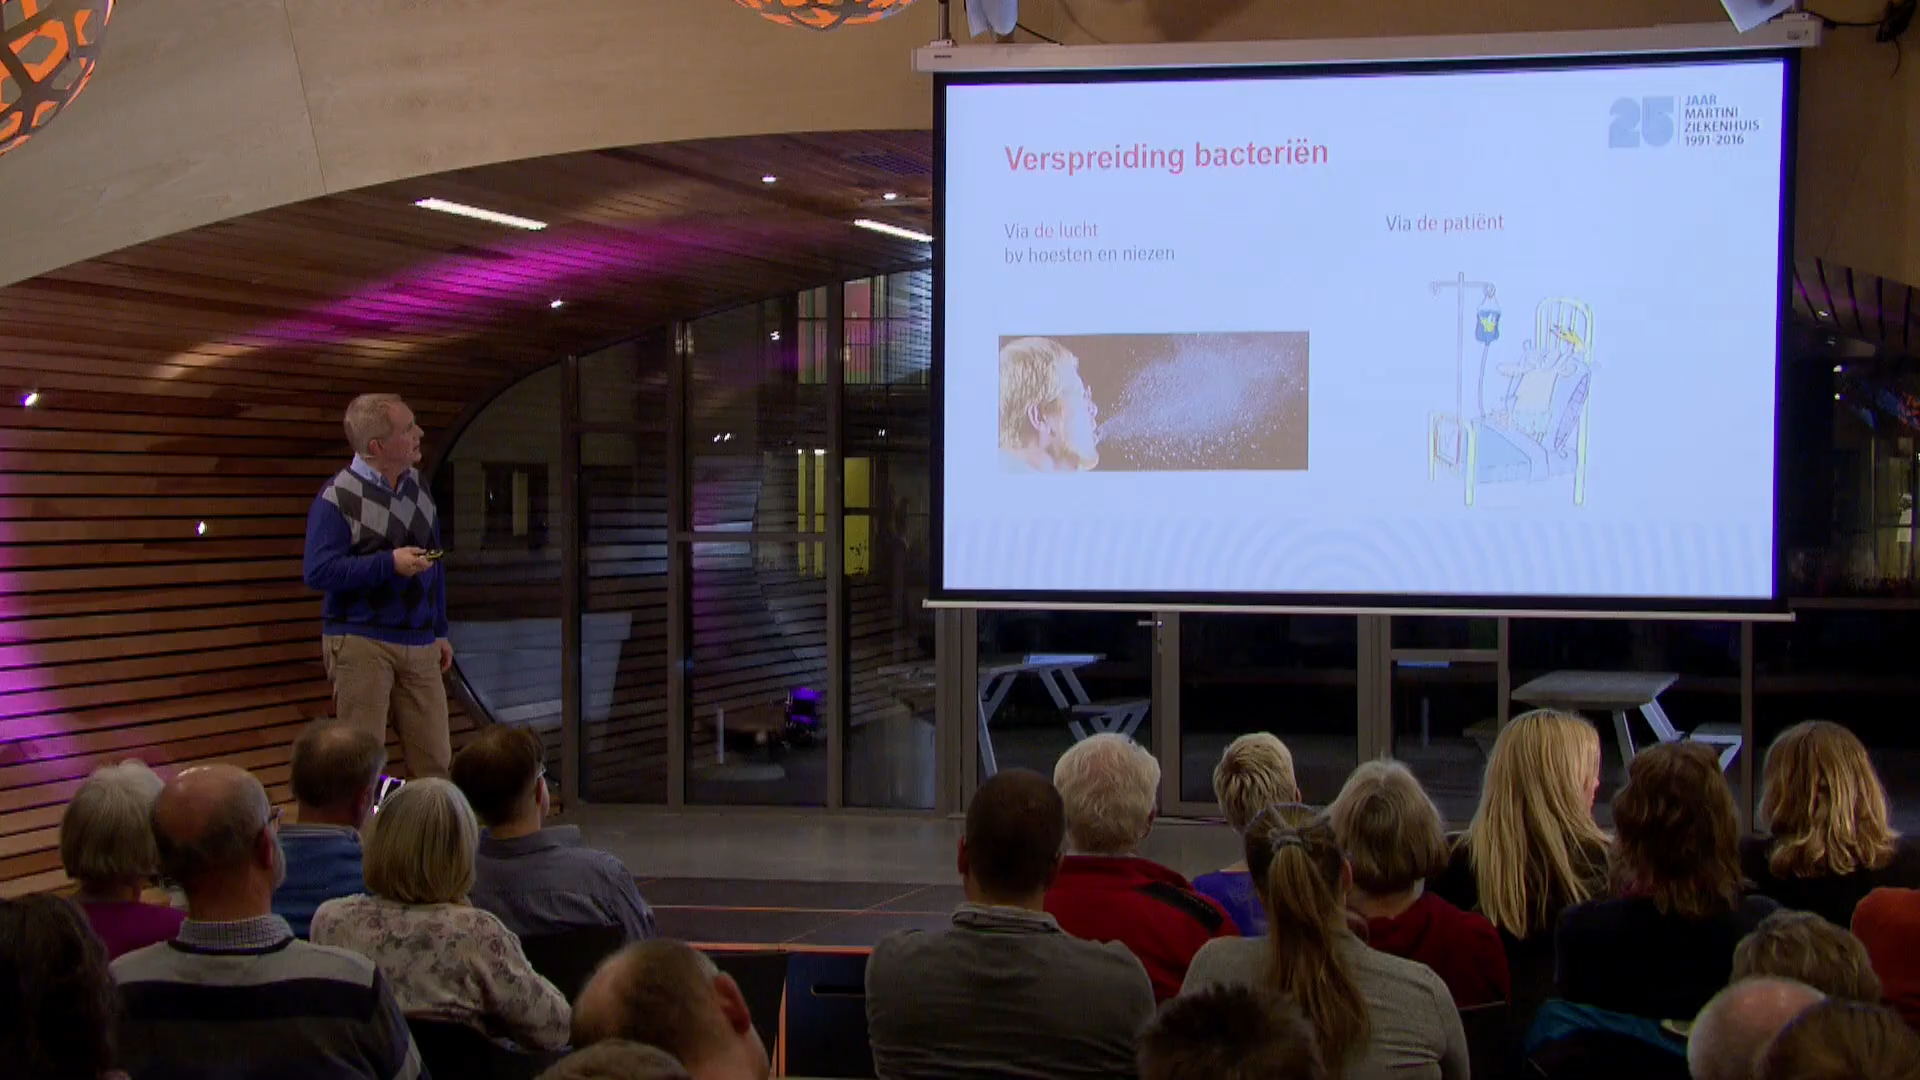 25
JAAR
MARTINI
ZIEKENHUIS
1991-2016
Verspreiding bacteriën
Via de lucht
bv hoesten en niezen
Via de patiënt